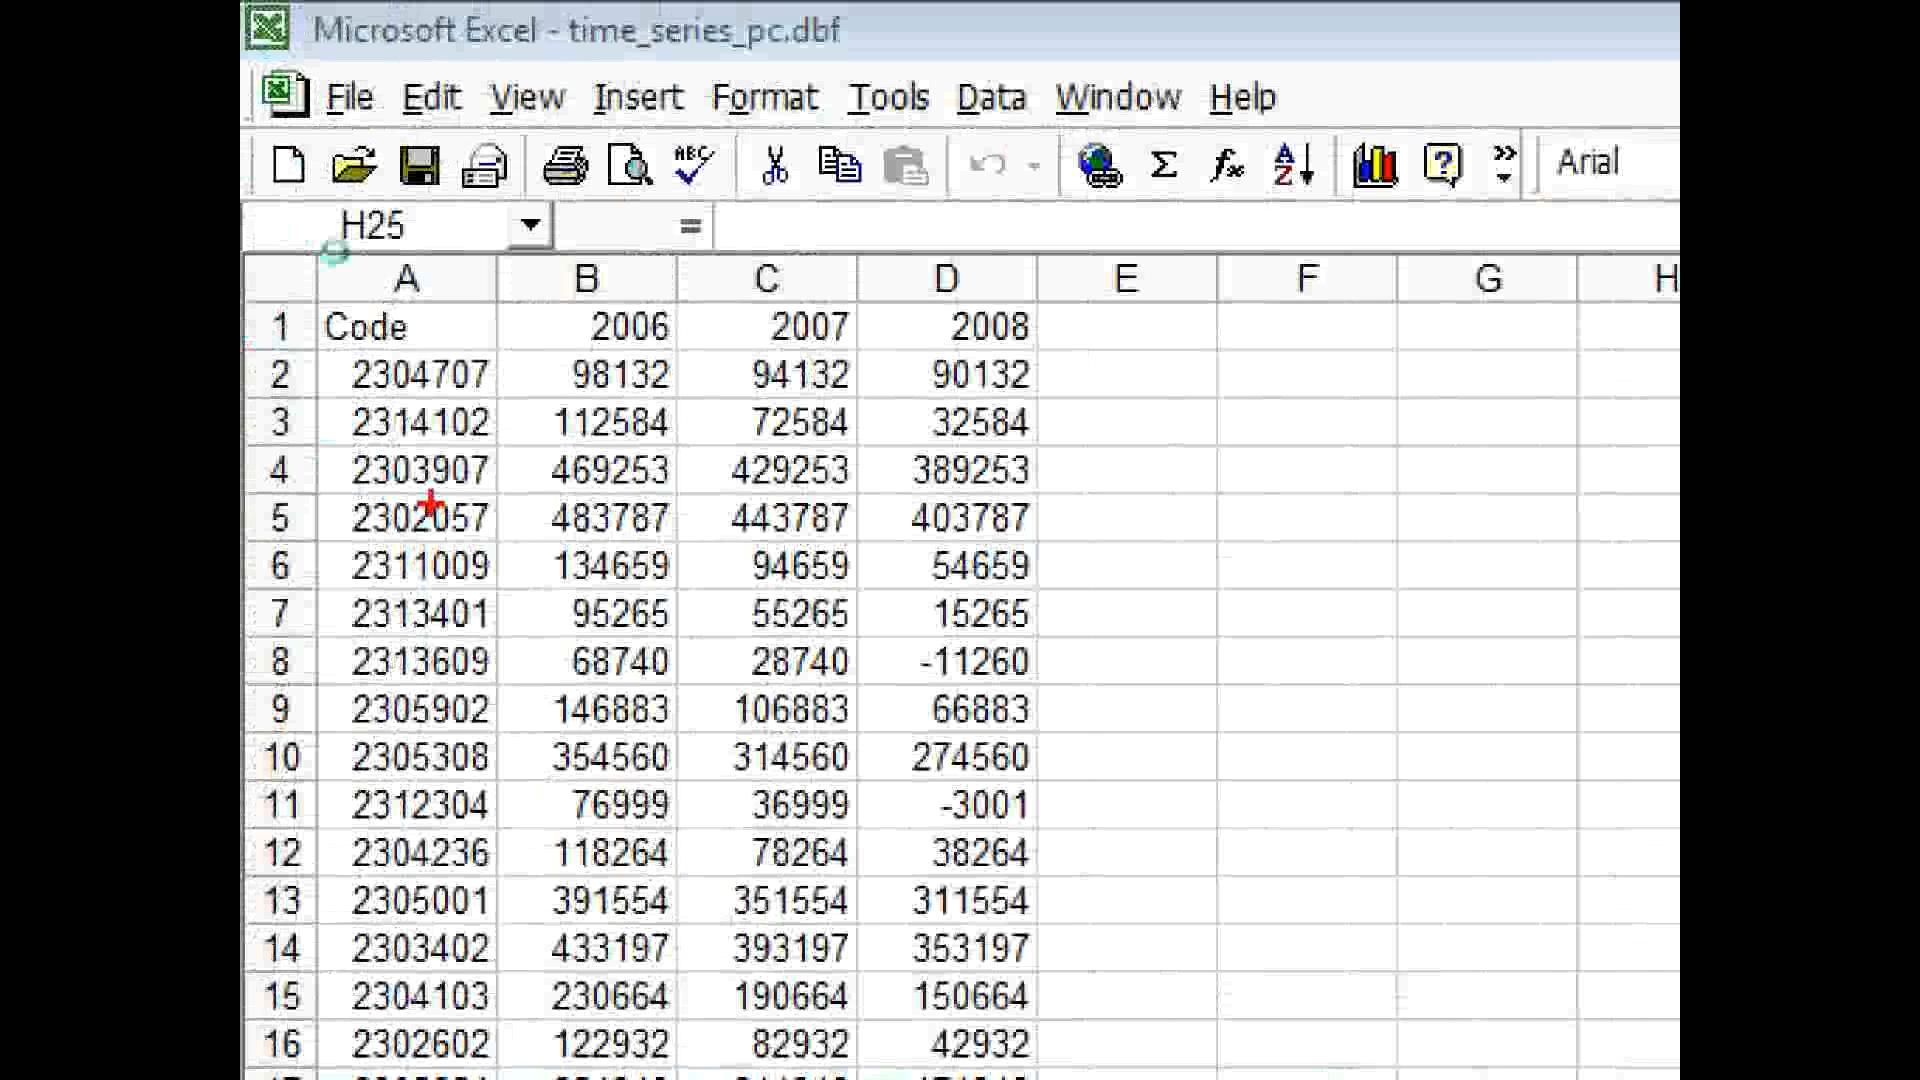 Microsoft Excel - time_series_pc.dbf
File Edit View Insert Format Tools Data Window Help
ABC Σ fx A Z ? » Arial
H25 =
A B C D E F G H
1 Code 2006 2007 2008
2 2304707 98132 94132 90132
3 2314102 112584 72584 32584
4 2303907 469253 429253 389253
5 2302057 483787 443787 403787
6 2311009 134659 94659 54659
7 2313401 95265 55265 15265
8 2313609 68740 28740 -11260
9 2305902 146883 106883 66883
10 2305308 354560 314560 274560
11 2312304 76999 36999 -3001
12 2304236 118264 78264 38264
13 2305001 391554 351554 311554
14 2303402 433197 393197 353197
15 2304103 230664 190664 150664
16 2302602 122932 82932 42932